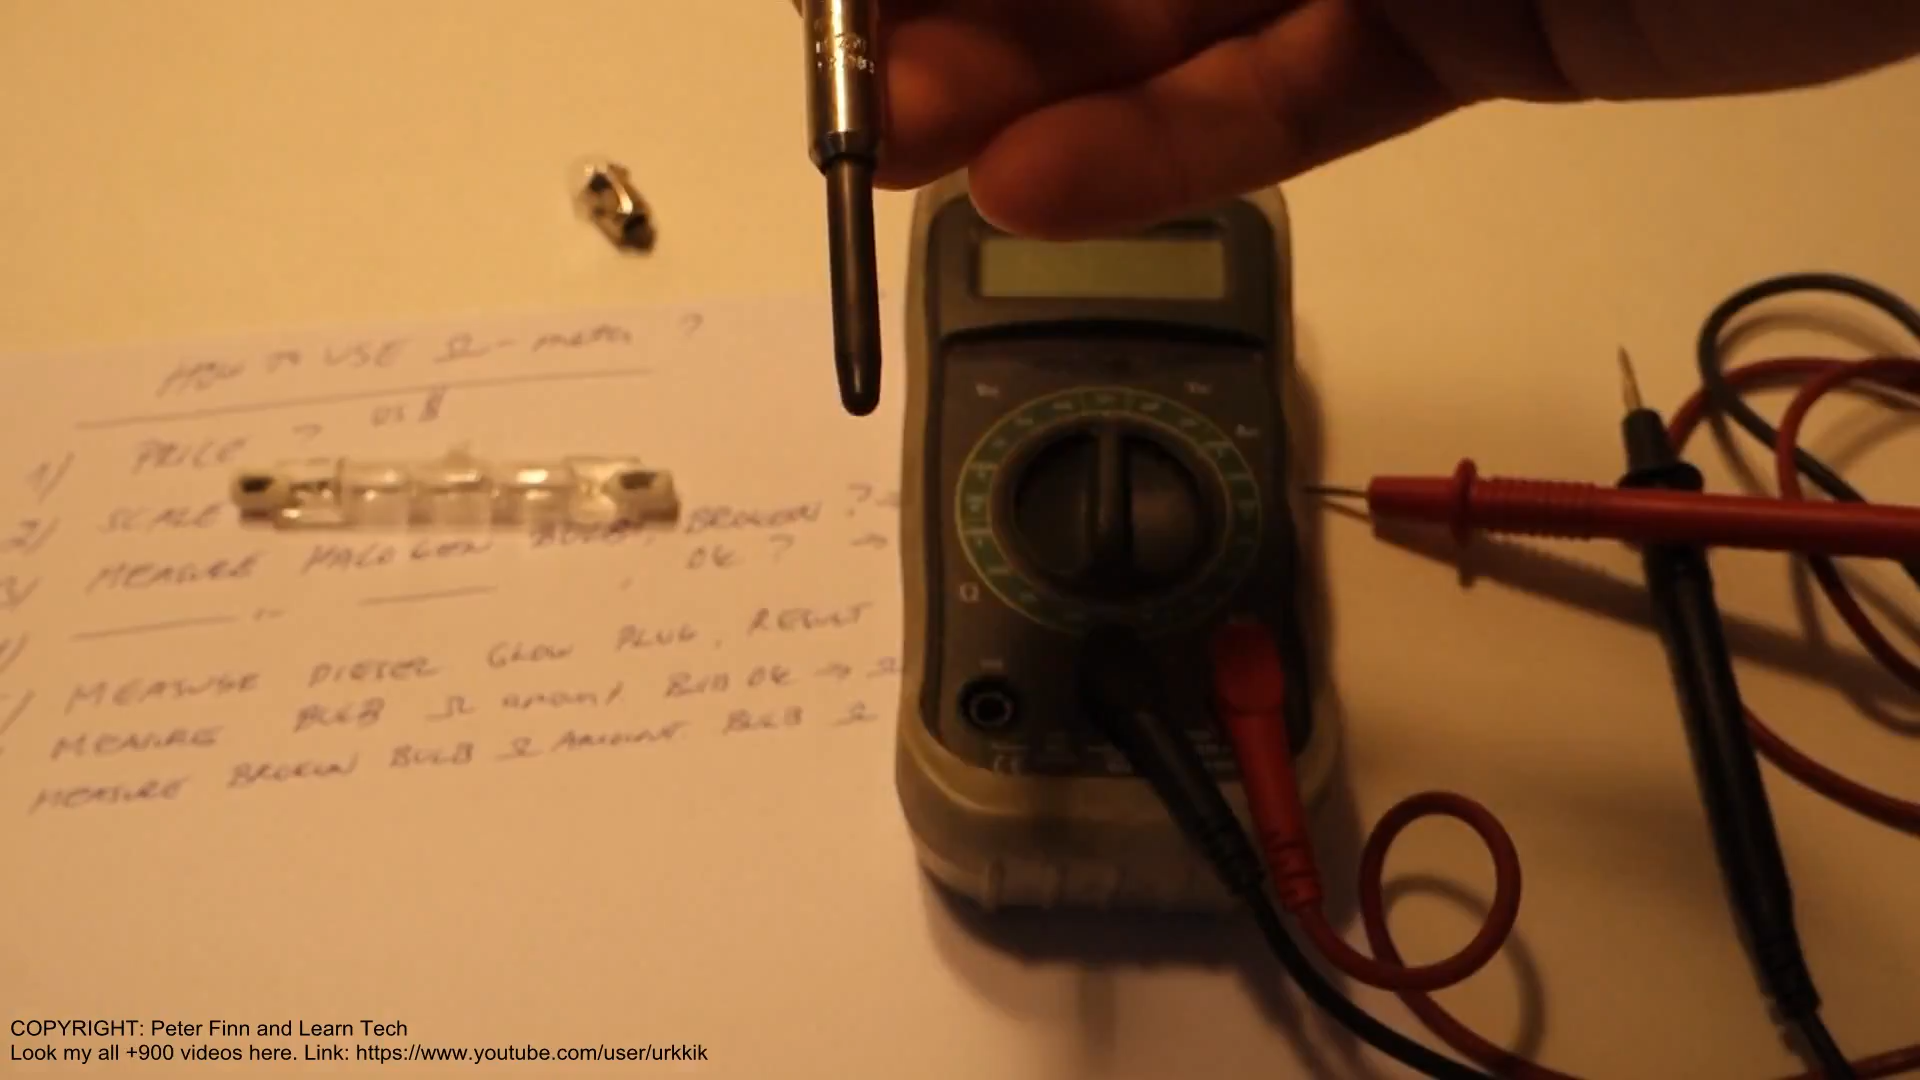 HOW TO USE Ω-meter ?
1) PRICE ? US $
2) SCALE
3) MEASURE HALOGEN BULB, BROKEN ?
OK ? →
MEASURE DIESEL GLOW PLUG, RESULT
MEASURE BULB Ω amount. BULB OK → Ω
MEASURE BROKEN BULB Ω AMOUNT. BULB Ω
Ω
CE
COPYRIGHT: Peter Finn and Learn Tech
Look my all +900 videos here. Link: https://www.youtube.com/user/urkkik